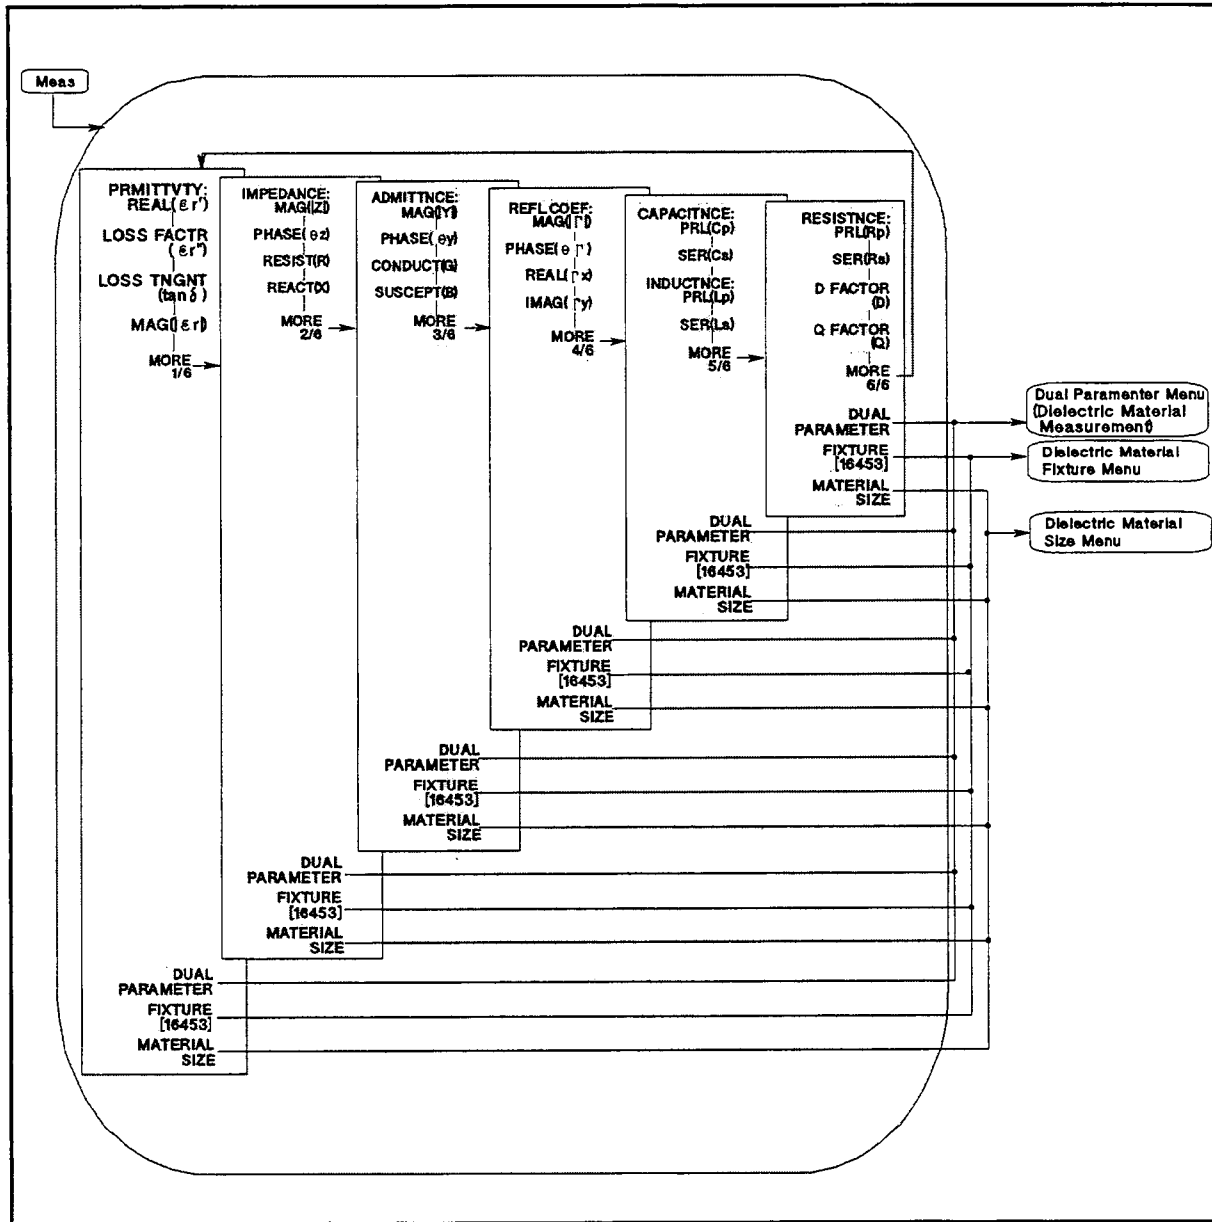 Meas
PRMITTVTY:
REAL(εr')
LOSS FACTR
(εr")
LOSS TNGNT
(tanδ)
MAG(|εr|)
MORE
1/6
DUAL
PARAMETER
FIXTURE
[16453]
MATERIAL
SIZE
IMPEDANCE:
MAG(|Z|)
PHASE(θz)
RESIST(R)
REACT(X)
MORE
2/6
DUAL
PARAMETER
FIXTURE
[16453]
MATERIAL
SIZE
ADMITTNCE:
MAG(|Y|)
PHASE(θy)
CONDUCT(G)
SUSCEPT(B)
MORE
3/6
DUAL
PARAMETER
FIXTURE
[16453]
MATERIAL
SIZE
REFL.COEF:
MAG(|Γ|)
PHASE(θΓ)
REAL(Γx)
IMAG(Γy)
MORE
4/6
DUAL
PARAMETER
FIXTURE
[16453]
MATERIAL
SIZE
CAPACITNCE:
PRL(Cp)
SER(Cs)
INDUCTNCE:
PRL(Lp)
SER(Ls)
MORE
5/6
DUAL
PARAMETER
FIXTURE
[16453]
MATERIAL
SIZE
RESISTNCE:
PRL(Rp)
SER(Rs)
D FACTOR
(D)
Q FACTOR
(Q)
MORE
6/6
DUAL
PARAMETER
FIXTURE
[16453]
MATERIAL
SIZE
Dual Paramenter Menu
(Dielectric Material
Measurement)
Dielectric Material
Fixture Menu
Dielectric Material
Size Menu